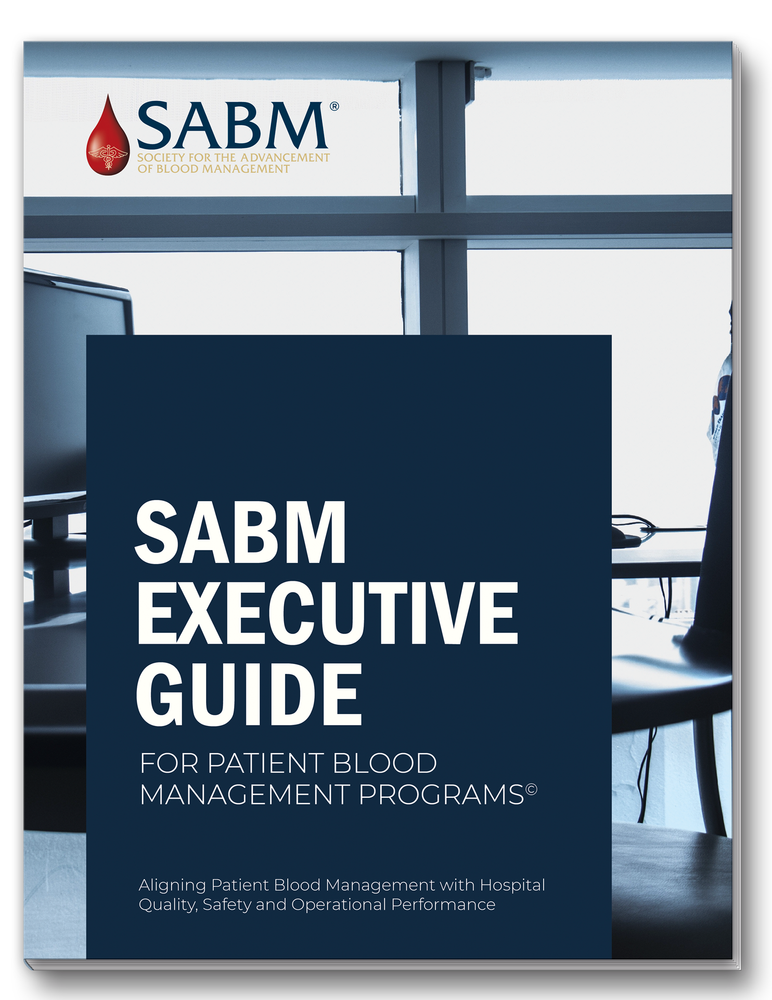 SABM®
SOCIETY FOR THE ADVANCEMENT
OF BLOOD MANAGEMENT
SABM
EXECUTIVE
GUIDE
FOR PATIENT BLOOD
MANAGEMENT PROGRAMS©
Aligning Patient Blood Management with Hospital
Quality, Safety and Operational Performance